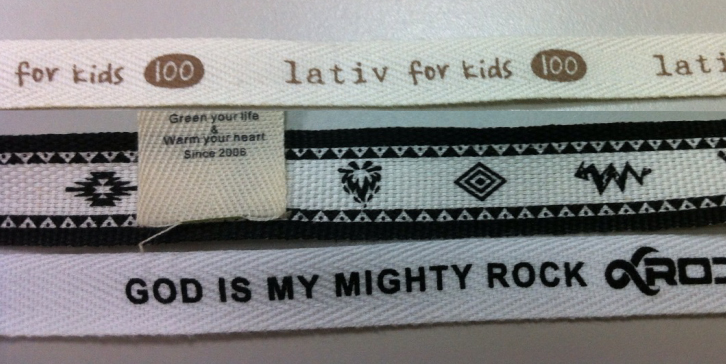 for kids 100 lativ for kids 100 lati
Green your life
&
Warm your heart
Since 2006
GOD IS MY MIGHTY ROCK